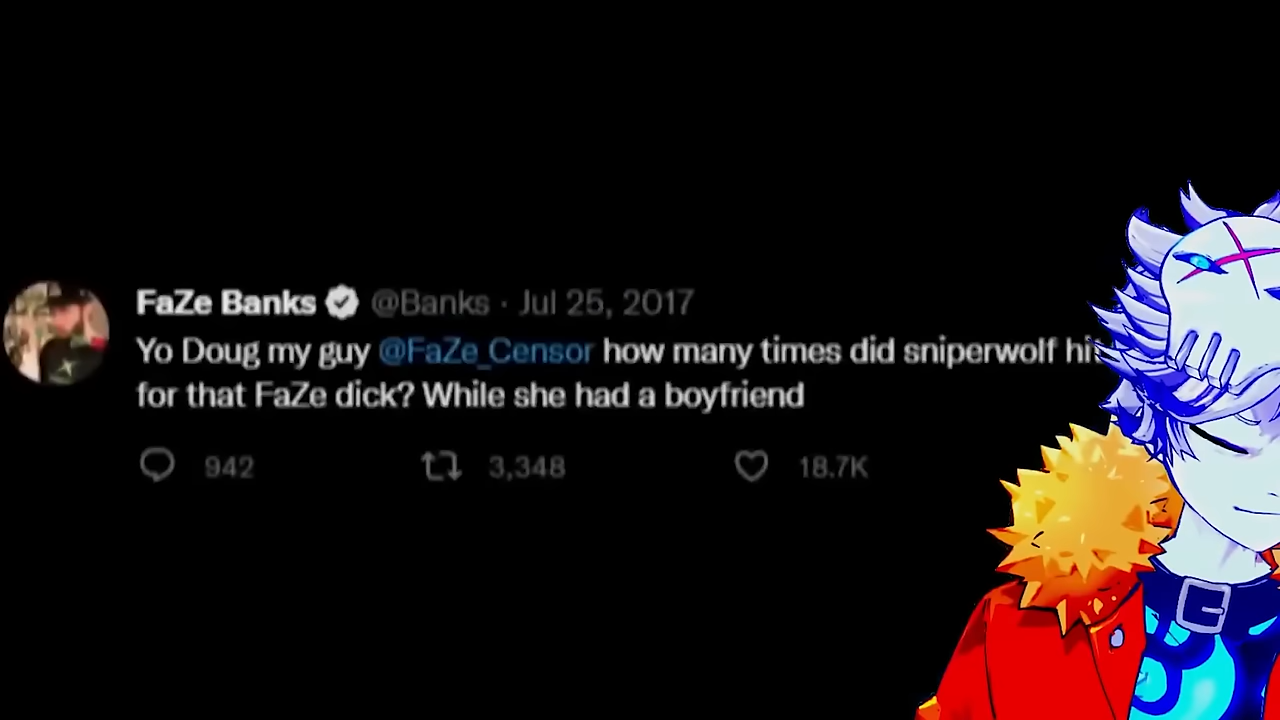 FaZe Banks @Banks · Jul 25, 2017
Yo Doug my guy @FaZe_Censor how many times did sniperwolf
for that FaZe dick? While she had a boyfriend
942 3,348 18.7K